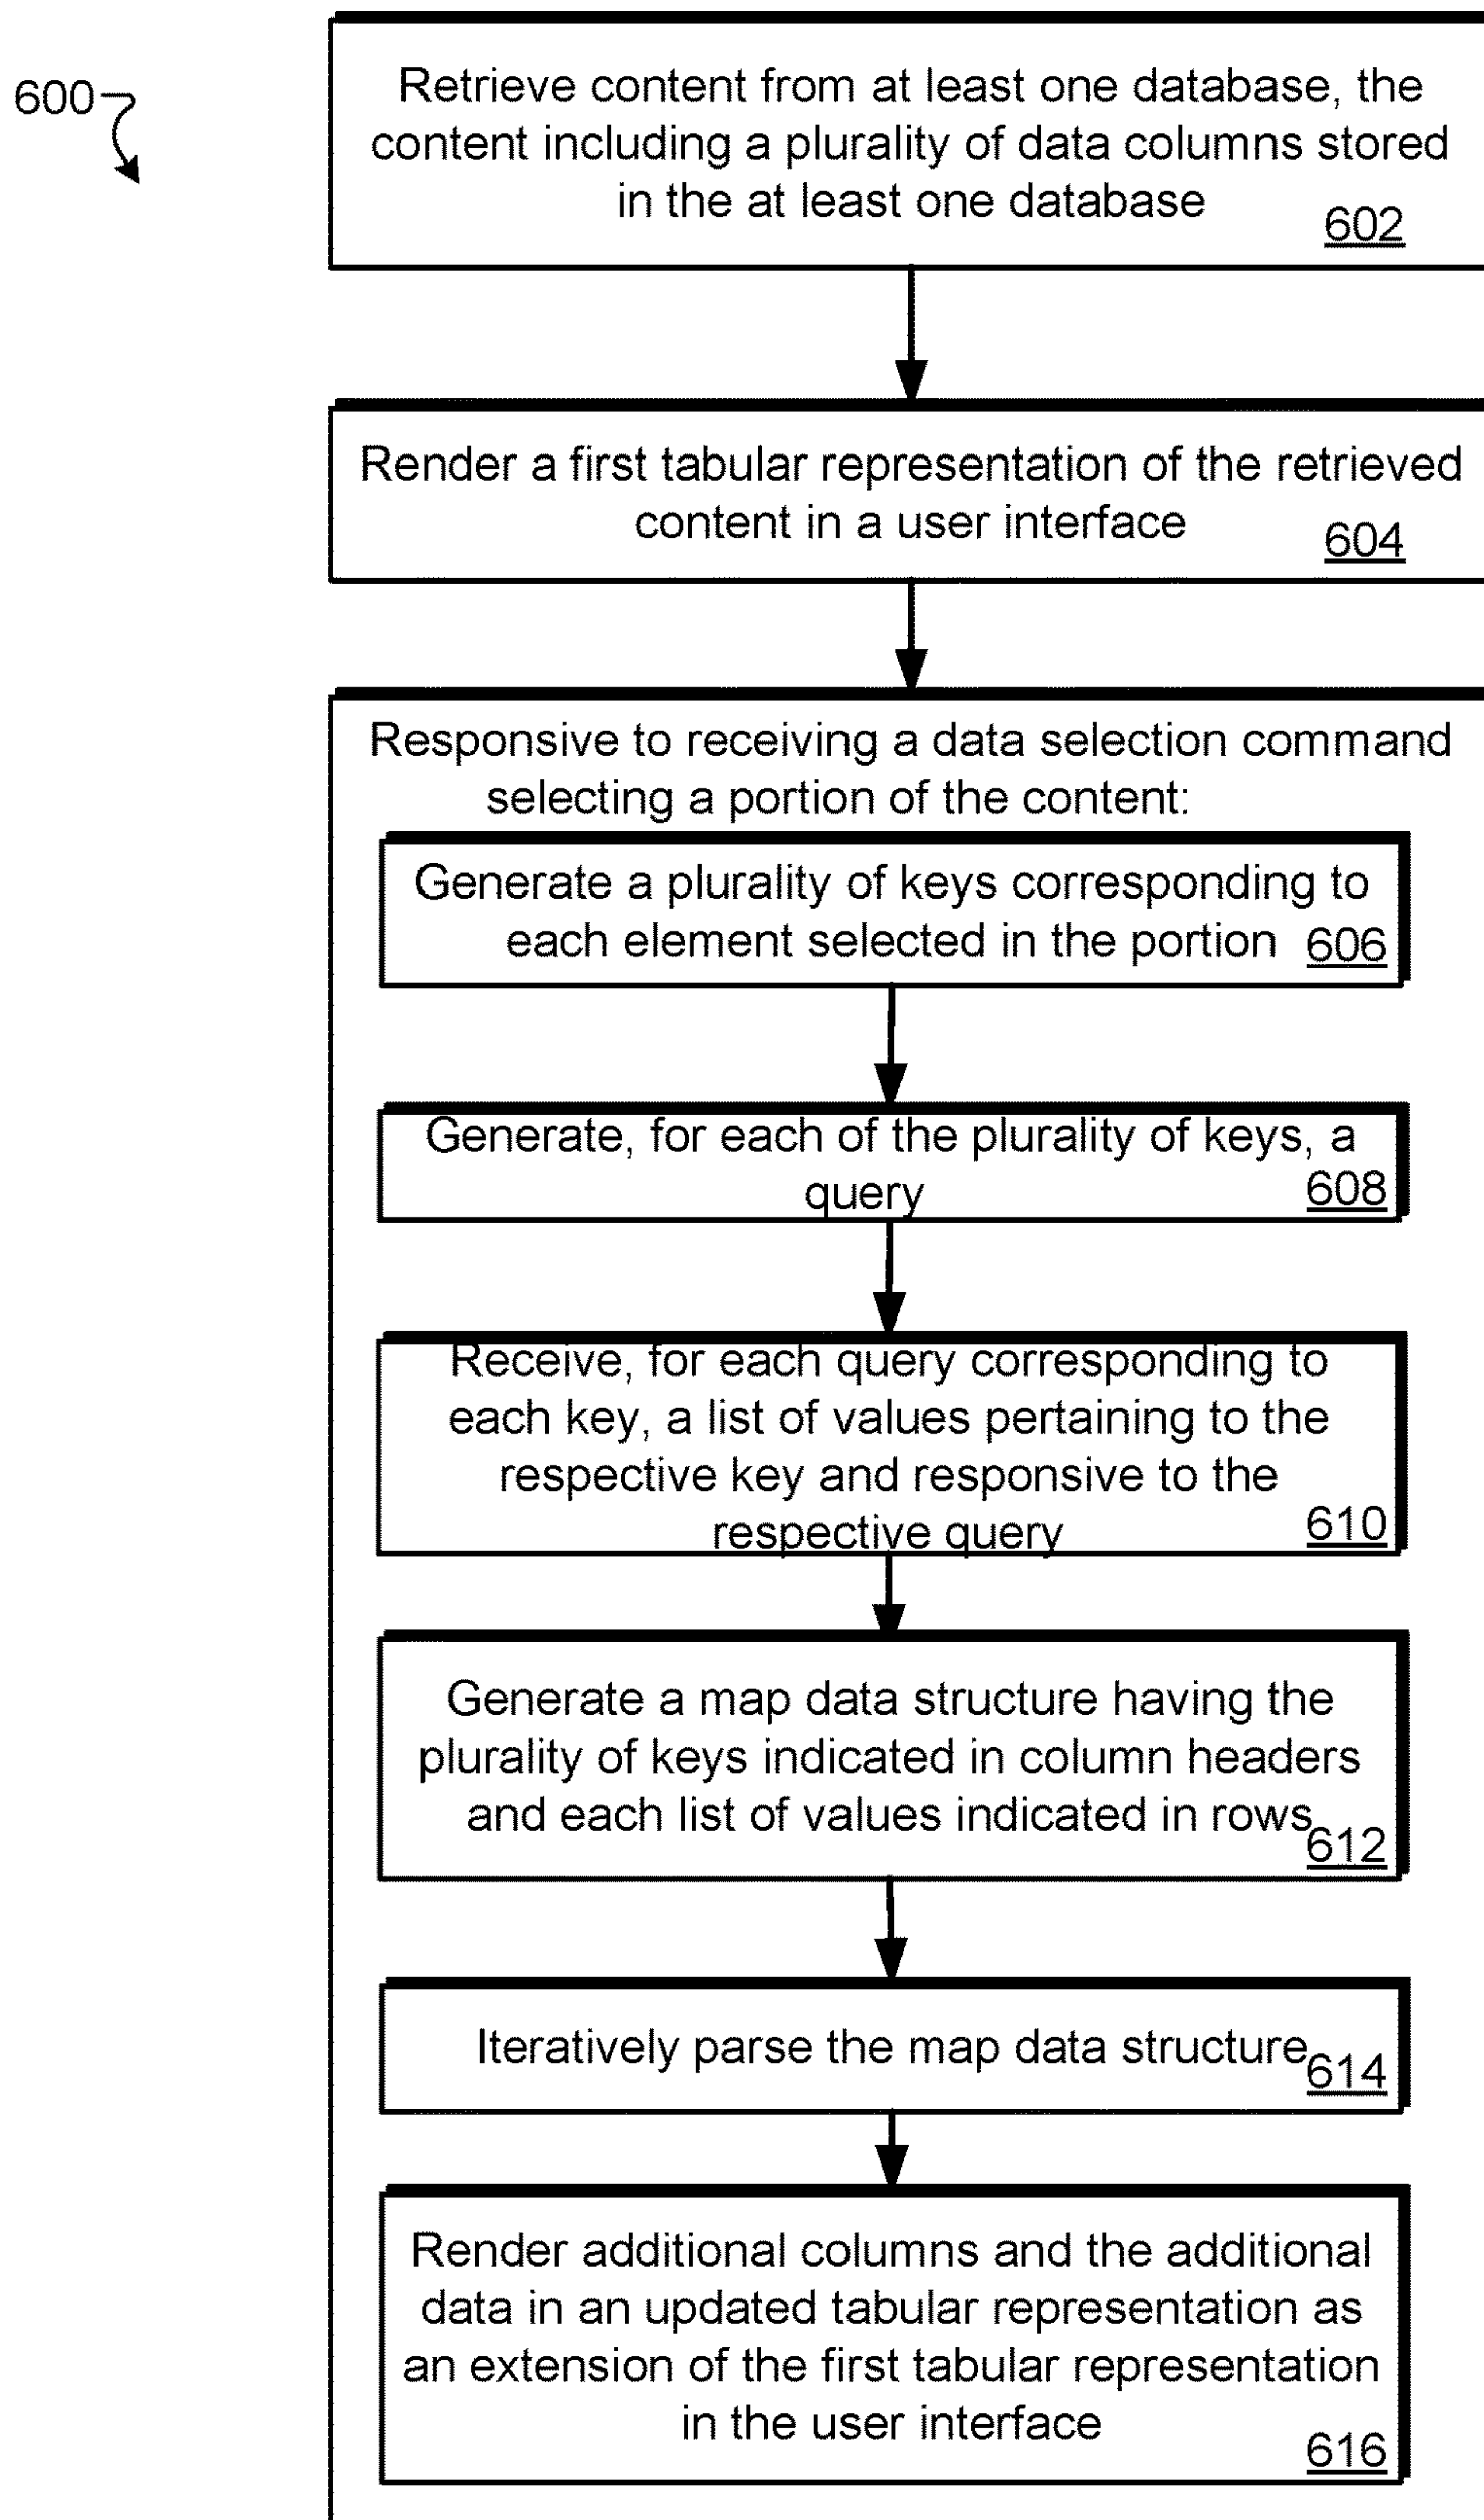 600
Retrieve content from at least one database, the
content including a plurality of data columns stored
in the at least one database
602
Render a first tabular representation of the retrieved
content in a user interface
604
Responsive to receiving a data selection command
selecting a portion of the content:
Generate a plurality of keys corresponding to
each element selected in the portion 606
Generate, for each of the plurality of keys, a
query 608
Receive, for each query corresponding to
each key, a list of values pertaining to the
respective key and responsive to the
respective query 610
Generate a map data structure having the
plurality of keys indicated in column headers
and each list of values indicated in rows
612
Iteratively parse the map data structure
614
Render additional columns and the additional
data in an updated tabular representation as
an extension of the first tabular representation
in the user interface
616